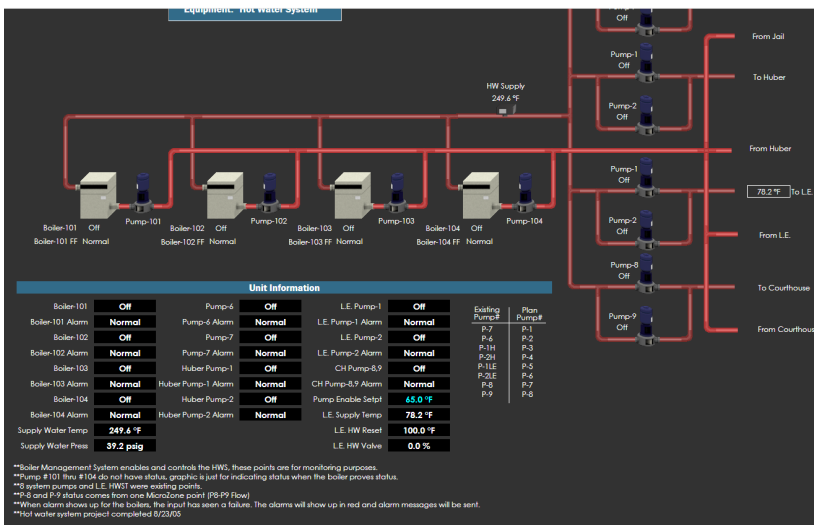 Equipment: Hot Water System
Off
From Jail
Pump-1
Off
To Huber
HW Supply
249.6 ºF
Pump-2
Off
From Huber
Pump-1
Off
78.2 ºF To L.E.
Pump-101
Pump-102
Pump-103
Pump-104
Boiler-101 Off
Boiler-102 Off
Boiler-103 Off
Boiler-104 Off
Boiler-101 FF Normal
Boiler-102 FF Normal
Boiler-103 FF Normal
Boiler-104 FF Normal
Pump-2
Off
From L.E.
Pump-8
Off
To Courthouse
Pump-9
Off
From Courthous
Unit Information
Boiler-101 Off Pump-6 Off L.E. Pump-1 Off
Boiler-101 Alarm Normal Pump-6 Alarm Normal L.E. Pump-1 Alarm Normal
Boiler-102 Off Pump-7 Off L.E. Pump-2 Off
Boiler-102 Alarm Normal Pump-7 Alarm Normal L.E. Pump-2 Alarm Normal
Boiler-103 Off Huber Pump-1 Off CH Pump-8,9 Off
Boiler-103 Alarm Normal Huber Pump-1 Alarm Normal CH Pump-8,9 Alarm Normal
Boiler-104 Off Huber Pump-2 Off Pump Enable Setpt 65.0 ºF
Boiler-104 Alarm Normal Huber Pump-2 Alarm Normal L.E. Supply Temp 78.2 ºF
Supply Water Temp 249.6 ºF L.E. HW Reset 100.0 ºF
Supply Water Press 39.2 psig L.E. HW Valve 0.0 %
Existing Plan
Pump# Pump#
P-7 P-1
P-6 P-2
P-1H P-3
P-2H P-4
P-1LE P-5
P-2LE P-6
P-8 P-7
P-9 P-8
**Boiler Management System enables and controls the HWS, these points are for monitoring purposes.
**Pump #101 thru #104 do not have status, graphic is just for indicating status when the boiler proves status.
**8 system pumps and L.E. HWST were existing points.
**P-8 and P-9 status comes from one MicroZone point (P8-P9 Flow)
**When alarm shows up for the boilers, the input has seen a failure. The alarms will show up in red and alarm messages will be sent.
**Hot water system project completed 8/23/05